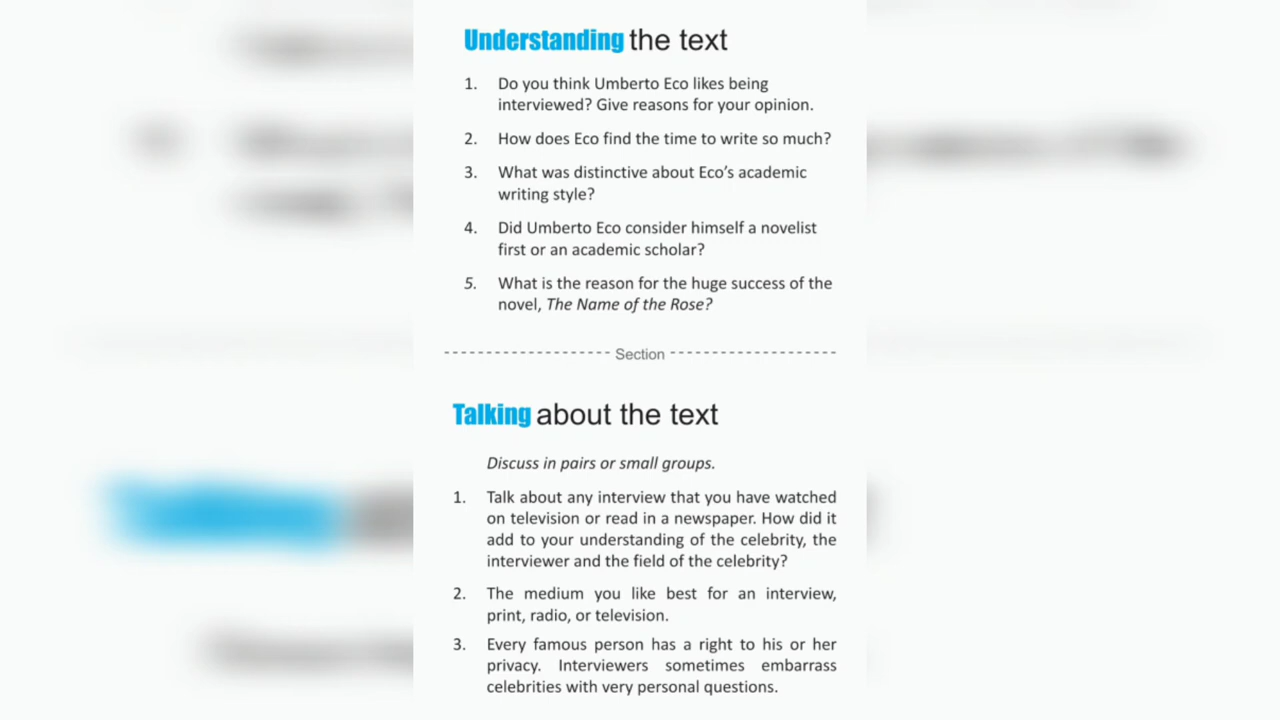 Understanding the text
1. Do you think Umberto Eco likes being
interviewed? Give reasons for your opinion.
2. How does Eco find the time to write so much?
3. What was distinctive about Eco’s academic
writing style?
4. Did Umberto Eco consider himself a novelist
first or an academic scholar?
5. What is the reason for the huge success of the
novel, The Name of the Rose?
Section
Talking about the text
Discuss in pairs or small groups.
1. Talk about any interview that you have watched
on television or read in a newspaper. How did it
add to your understanding of the celebrity, the
interviewer and the field of the celebrity?
2. The medium you like best for an interview,
print, radio, or television.
3. Every famous person has a right to his or her
privacy. Interviewers sometimes embarrass
celebrities with very personal questions.